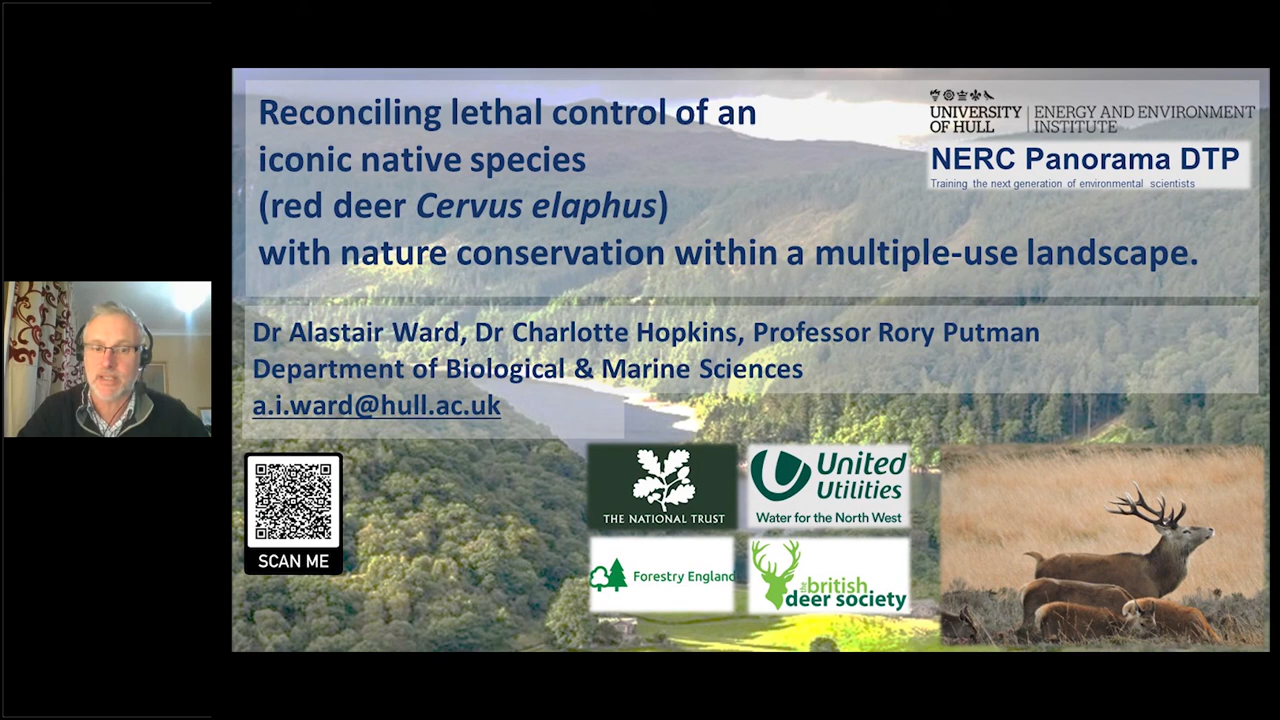 Reconciling lethal control of an
iconic native species
(red deer Cervus elaphus)
with nature conservation within a multiple-use landscape.
UNIVERSITY
OF HULL
ENERGY AND ENVIRONMENT
INSTITUTE
NERC Panorama DTP
Training the next generation of environmental scientists
Dr Alastair Ward, Dr Charlotte Hopkins, Professor Rory Putman
Department of Biological & Marine Sciences
a.i.ward@hull.ac.uk
SCAN ME
THE NATIONAL TRUST
United
Utilities
Water for the North West
Forestry England
the british
deer society